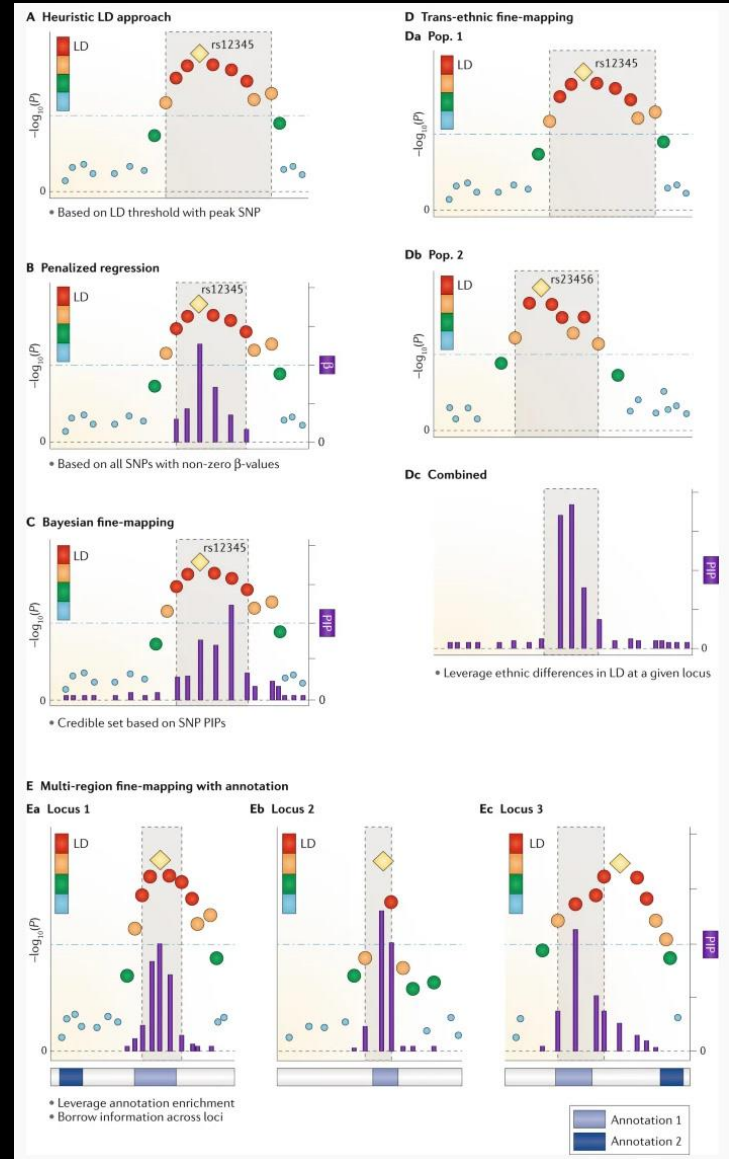 A Heuristic LD approach
LD
rs12345
−log₁₀(P)
0
• Based on LD threshold with peak SNP
B Penalized regression
LD
rs12345
−log₁₀(P)
β
0
0
• Based on all SNPs with non-zero β-values
C Bayesian fine-mapping
LD
rs12345
−log₁₀(P)
PIP
0
0
• Credible set based on SNP PIPs
D Trans-ethnic fine-mapping
Da Pop. 1
LD
rs12345
−log₁₀(P)
0
Db Pop. 2
LD
rs23456
−log₁₀(P)
0
Dc Combined
PIP
0
• Leverage ethnic differences in LD at a given locus
E Multi-region fine-mapping with annotation
Ea Locus 1
Eb Locus 2
Ec Locus 3
LD
LD
−log₁₀(P)
PIP
0
0
• Leverage annotation enrichment
• Borrow information across loci
Annotation 1
Annotation 2